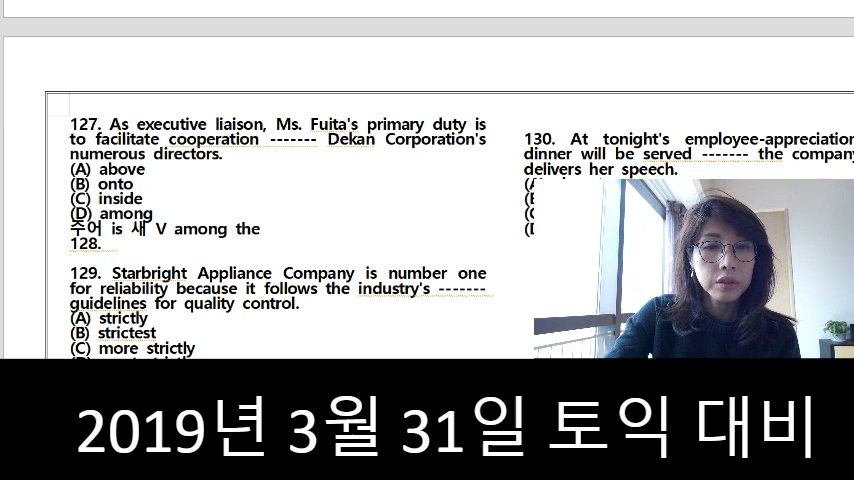 127. As executive liaison, Ms. Fuita's primary duty is
to facilitate cooperation ------- Dekan Corporation's
numerous directors.
(A) above
(B) onto
(C) inside
(D) among
주어 is 새 V among the
128.
129. Starbright Appliance Company is number one
for reliability because it follows the industry's -------
guidelines for quality control.
(A) strictly
(B) strictest
(C) more strictly
130. At tonight's employee-appreciation
dinner will be served ------- the company
delivers her speech.
2019년 3월 31일 토익 대비